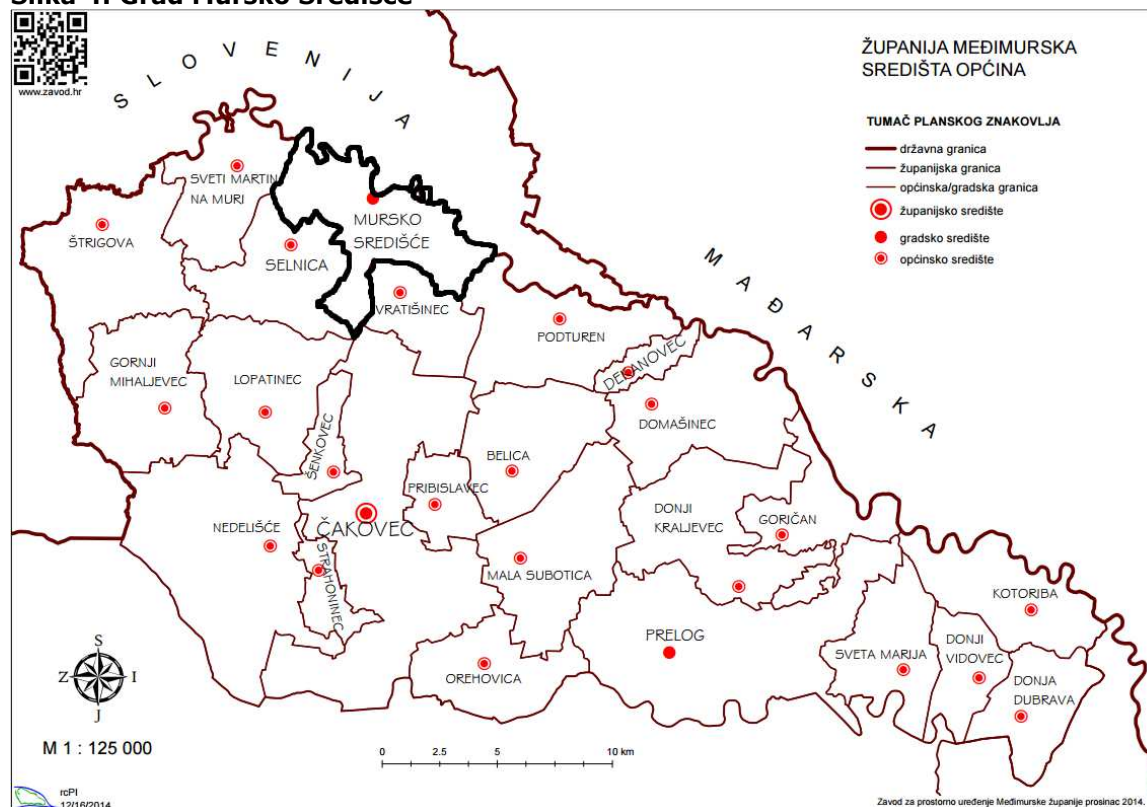 Slika 4: Grad Mursko Središće
www.zavod.hr
SLOVENIJA
MAĐARSKA
ŽUPANIJA MEĐIMURSKA
SREDIŠTA OPĆINA
TUMAČ PLANSKOG ZNAKOVLJA
državna granica
županijska granica
općinska/gradska granica
županijsko središte
gradsko središte
općinsko središte
SVETI MARTIN
NA MURI
ŠTRIGOVA
SELNICA
MURSKO
SREDIŠĆE
VRATIŠINEC
PODTUREN
DEKANOVEC
DOMAŠINEC
GORNJI
MIHALJEVEC
LOPATINEC
ŠENKOVEC
BELICA
PRIBISLAVEC
NEDELIŠĆE
ČAKOVEC
STRAHONINEC
MALA SUBOTICA
DONJI
KRALJEVEC
GORIČAN
KOTORIBA
PRELOG
OREHOVICA
SVETA MARIJA
DONJI
VIDOVEC
DONJA
DUBRAVA
S
Z I
J
M 1 : 125 000
0 2.5 5 10 km
rcPI
12/16/2014
Zavod za prostorno uređenje Međimurske županije prosinac 2014.